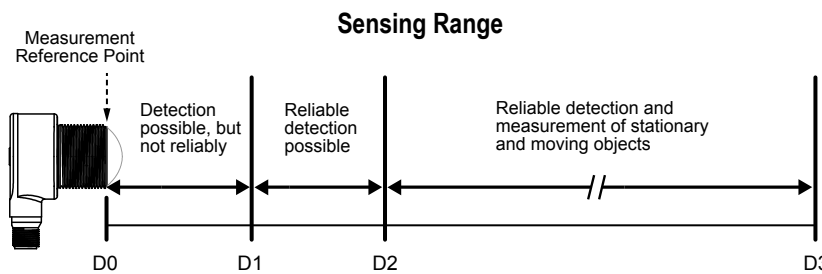 Sensing Range
Measurement
Reference Point
Detection
possible, but
not reliably
Reliable
detection
possible
Reliable detection and
measurement of stationary
and moving objects
D0
D1
D2
D3